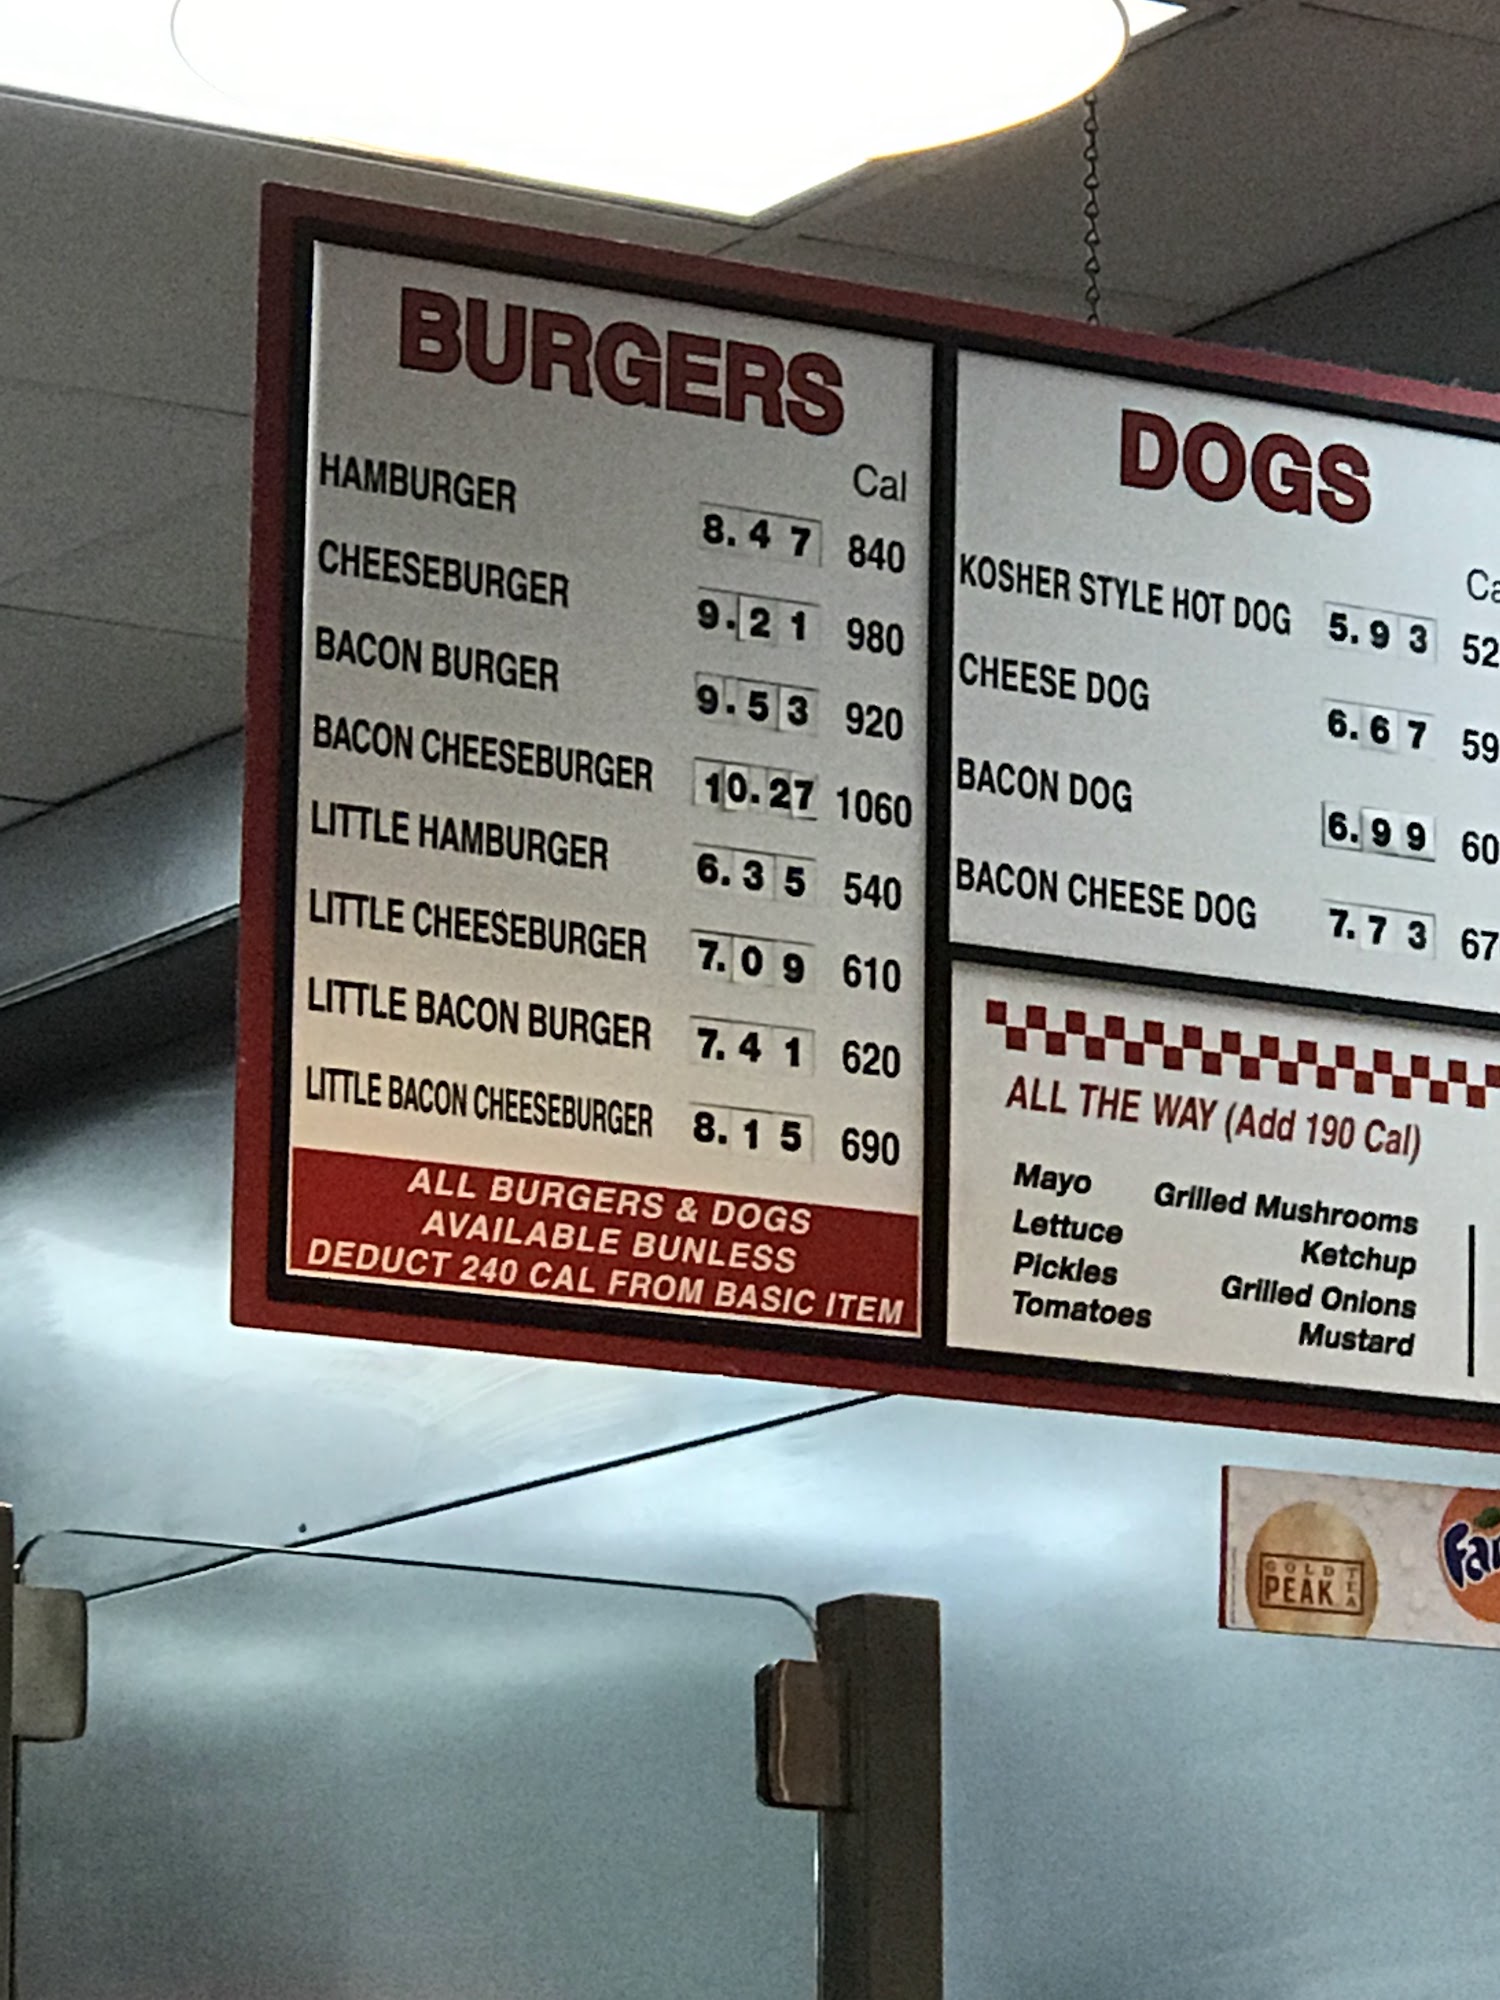 BURGERS
Cal
HAMBURGER 8.47 840
CHEESEBURGER 9.21 980
BACON BURGER 9.53 920
BACON CHEESEBURGER 10.27 1060
LITTLE HAMBURGER 6.35 540
LITTLE CHEESEBURGER 7.09 610
LITTLE BACON BURGER 7.41 620
LITTLE BACON CHEESEBURGER 8.15 690
ALL BURGERS & DOGS
AVAILABLE BUNLESS
DEDUCT 240 CAL FROM BASIC ITEM
DOGS
KOSHER STYLE HOT DOG 5.93
CHEESE DOG 6.67
BACON DOG 6.99
BACON CHEESE DOG 7.73
ALL THE WAY (Add 190 Cal)
Mayo Grilled Mushrooms
Lettuce Ketchup
Pickles Grilled Onions
Tomatoes Mustard
GOLD PEAK TEA